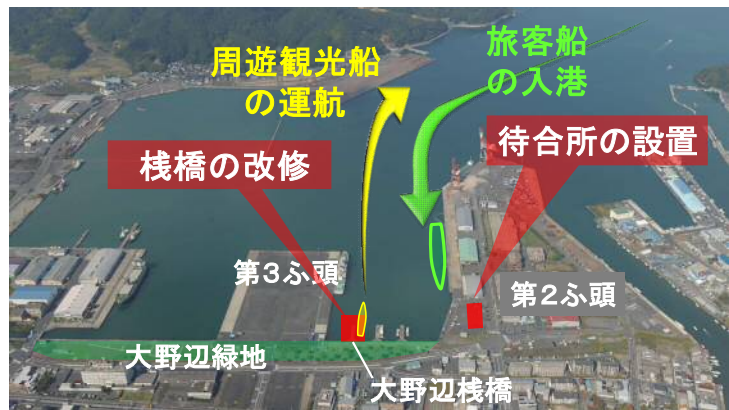 周遊観光船
の運航
旅客船
の入港
桟橋の改修
待合所の設置
第３ふ頭
第２ふ頭
大野辺緑地
大野辺桟橋